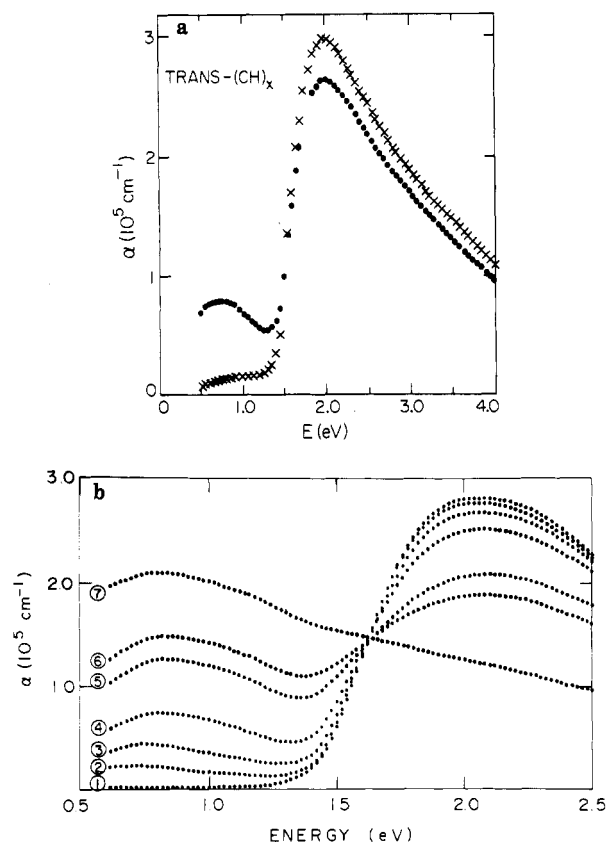 a
3
TRANS-(CH)x
2
α (10⁵ cm⁻¹)
1
0
0 1.0 2.0 3.0 4.0
E (eV)
b
3.0
2.0
α (10⁵ cm⁻¹)
1.0
⑦
⑥
⑤
④
③
②
①
0.5 1.0 1.5 2.0 2.5
ENERGY (eV)